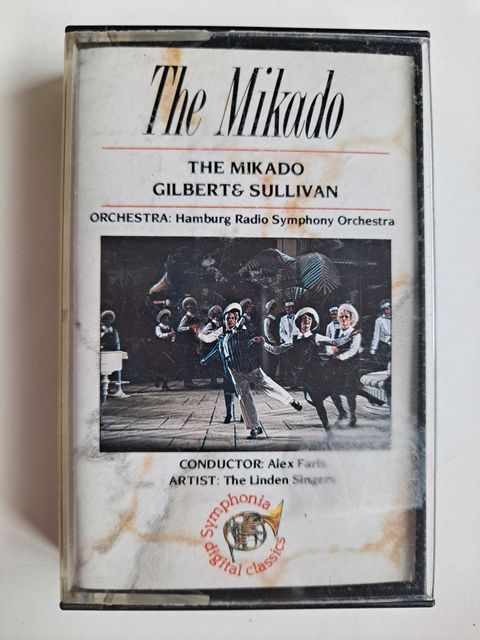 The Mikado
THE MIKADO
GILBERT & SULLIVAN
ORCHESTRA: Hamburg Radio Symphony Orchestra
CONDUCTOR: Alex Faris
ARTIST: The Linden Singers
Symphonia
digital classics